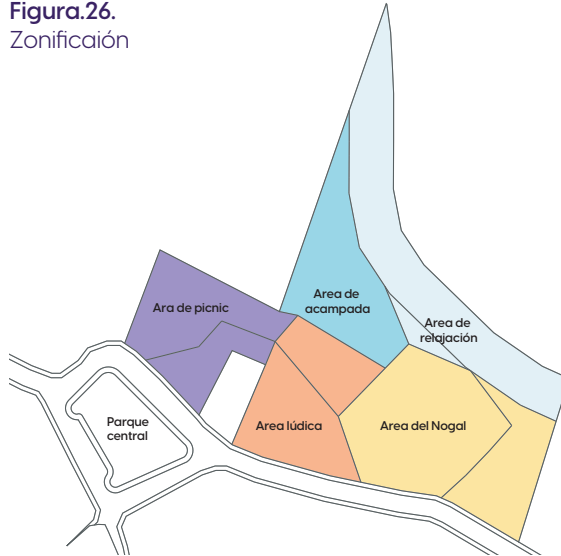 Figura.26.
Zonificaión
Ara de picnic
Area de
acampada
Area de
relajación
Parque
central
Area lúdica
Area del Nogal